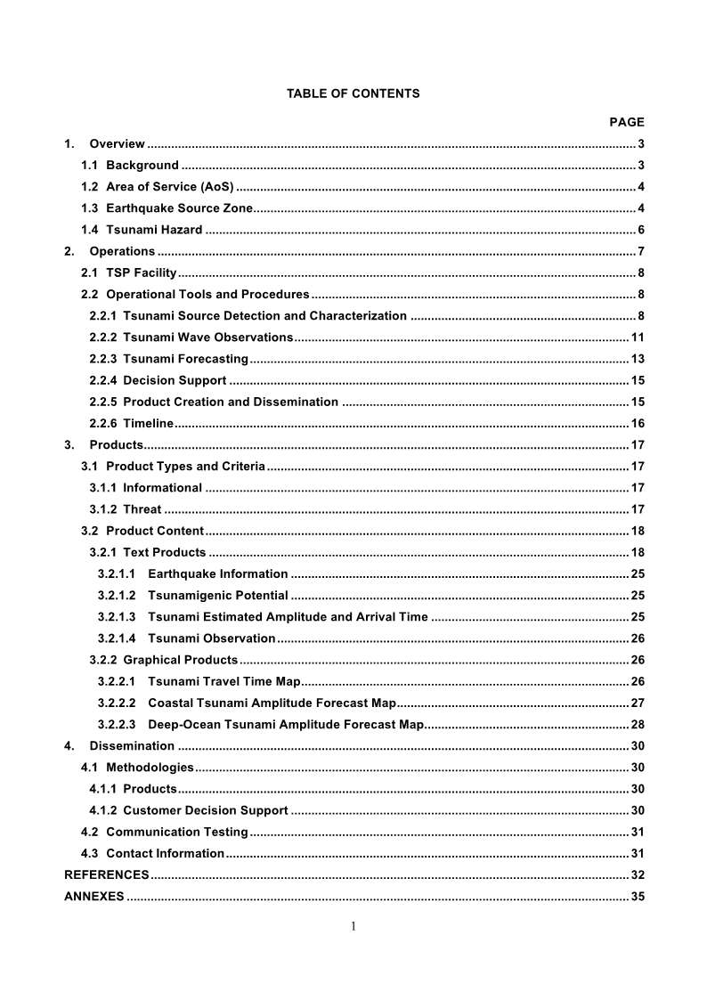 TABLE OF CONTENTS
PAGE
1. Overview ........ 3
1.1 Background ........ 3
1.2 Area of Service (AoS) ........ 4
1.3 Earthquake Source Zone ........ 4
1.4 Tsunami Hazard ........ 6
2. Operations ........ 7
2.1 TSP Facility ........ 8
2.2 Operational Tools and Procedures ........ 8
2.2.1 Tsunami Source Detection and Characterization ........ 8
2.2.2 Tsunami Wave Observations ........ 11
2.2.3 Tsunami Forecasting ........ 13
2.2.4 Decision Support ........ 15
2.2.5 Product Creation and Dissemination ........ 15
2.2.6 Timeline ........ 16
3. Products ........ 17
3.1 Product Types and Criteria ........ 17
3.1.1 Informational ........ 17
3.1.2 Threat ........ 17
3.2 Product Content ........ 18
3.2.1 Text Products ........ 18
3.2.1.1 Earthquake Information ........ 25
3.2.1.2 Tsunamigenic Potential ........ 25
3.2.1.3 Tsunami Estimated Amplitude and Arrival Time ........ 25
3.2.1.4 Tsunami Observation ........ 26
3.2.2 Graphical Products ........ 26
3.2.2.1 Tsunami Travel Time Map ........ 26
3.2.2.2 Coastal Tsunami Amplitude Forecast Map ........ 27
3.2.2.3 Deep-Ocean Tsunami Amplitude Forecast Map ........ 28
4. Dissemination ........ 30
4.1 Methodologies ........ 30
4.1.1 Products ........ 30
4.1.2 Customer Decision Support ........ 30
4.2 Communication Testing ........ 31
4.3 Contact Information ........ 31
REFERENCES ........ 32
ANNEXES ........ 35
1